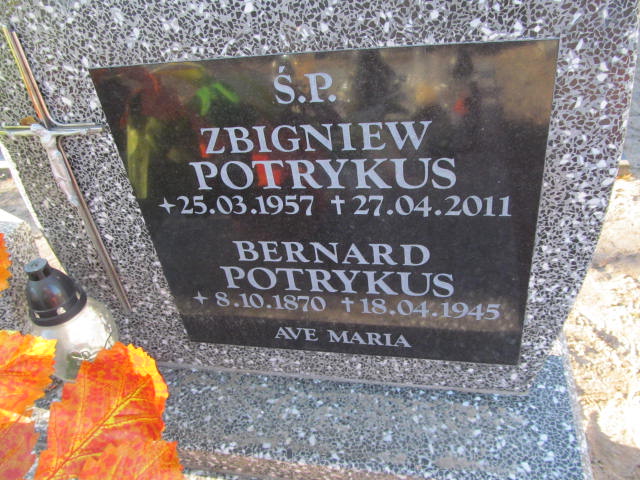 Ś.P.
ZBIGNIEW
POTRYKUS
+25.03.1957 †27.04.2011
BERNARD
POTRYKUS
+8.10.1870 †18.04.1945
AVE MARIA